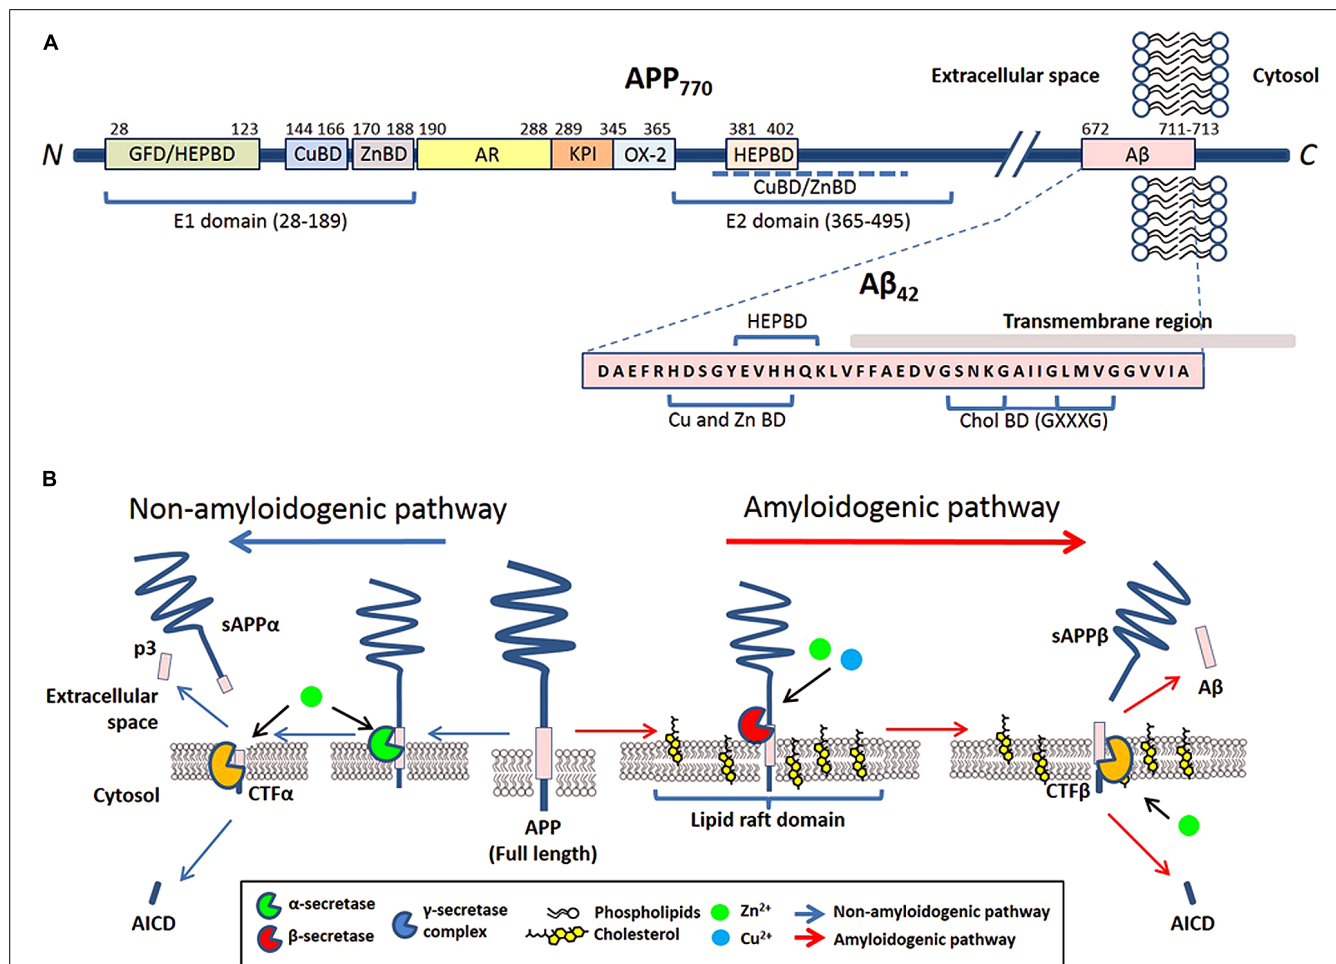 A
APP770
Extracellular space
Cytosol
28 123 144 166 170 188 190 288 289 345 365 381 402 672 711-713
N GFD/HEPBD CuBD ZnBD AR KPI OX-2 HEPBD Aβ C
CuBD/ZnBD
E1 domain (28-189)
E2 domain (365-495)
Aβ42
HEPBD
Transmembrane region
DAEFRHDSGYEVHHQKLVFFAEDVGSNKGAIIGLMVGGVVIA
Cu and Zn BD
Chol BD (GXXXG)
B
Non-amyloidogenic pathway
Amyloidogenic pathway
sAPPα
p3
Extracellular
space
Cytosol
CTFα
AICD
APP
(Full length)
Lipid raft domain
sAPPβ
Aβ
CTFβ
AICD
α-secretase
β-secretase
γ-secretase
complex
Phospholipids
Cholesterol
Zn2+
Cu2+
Non-amyloidogenic pathway
Amyloidogenic pathway